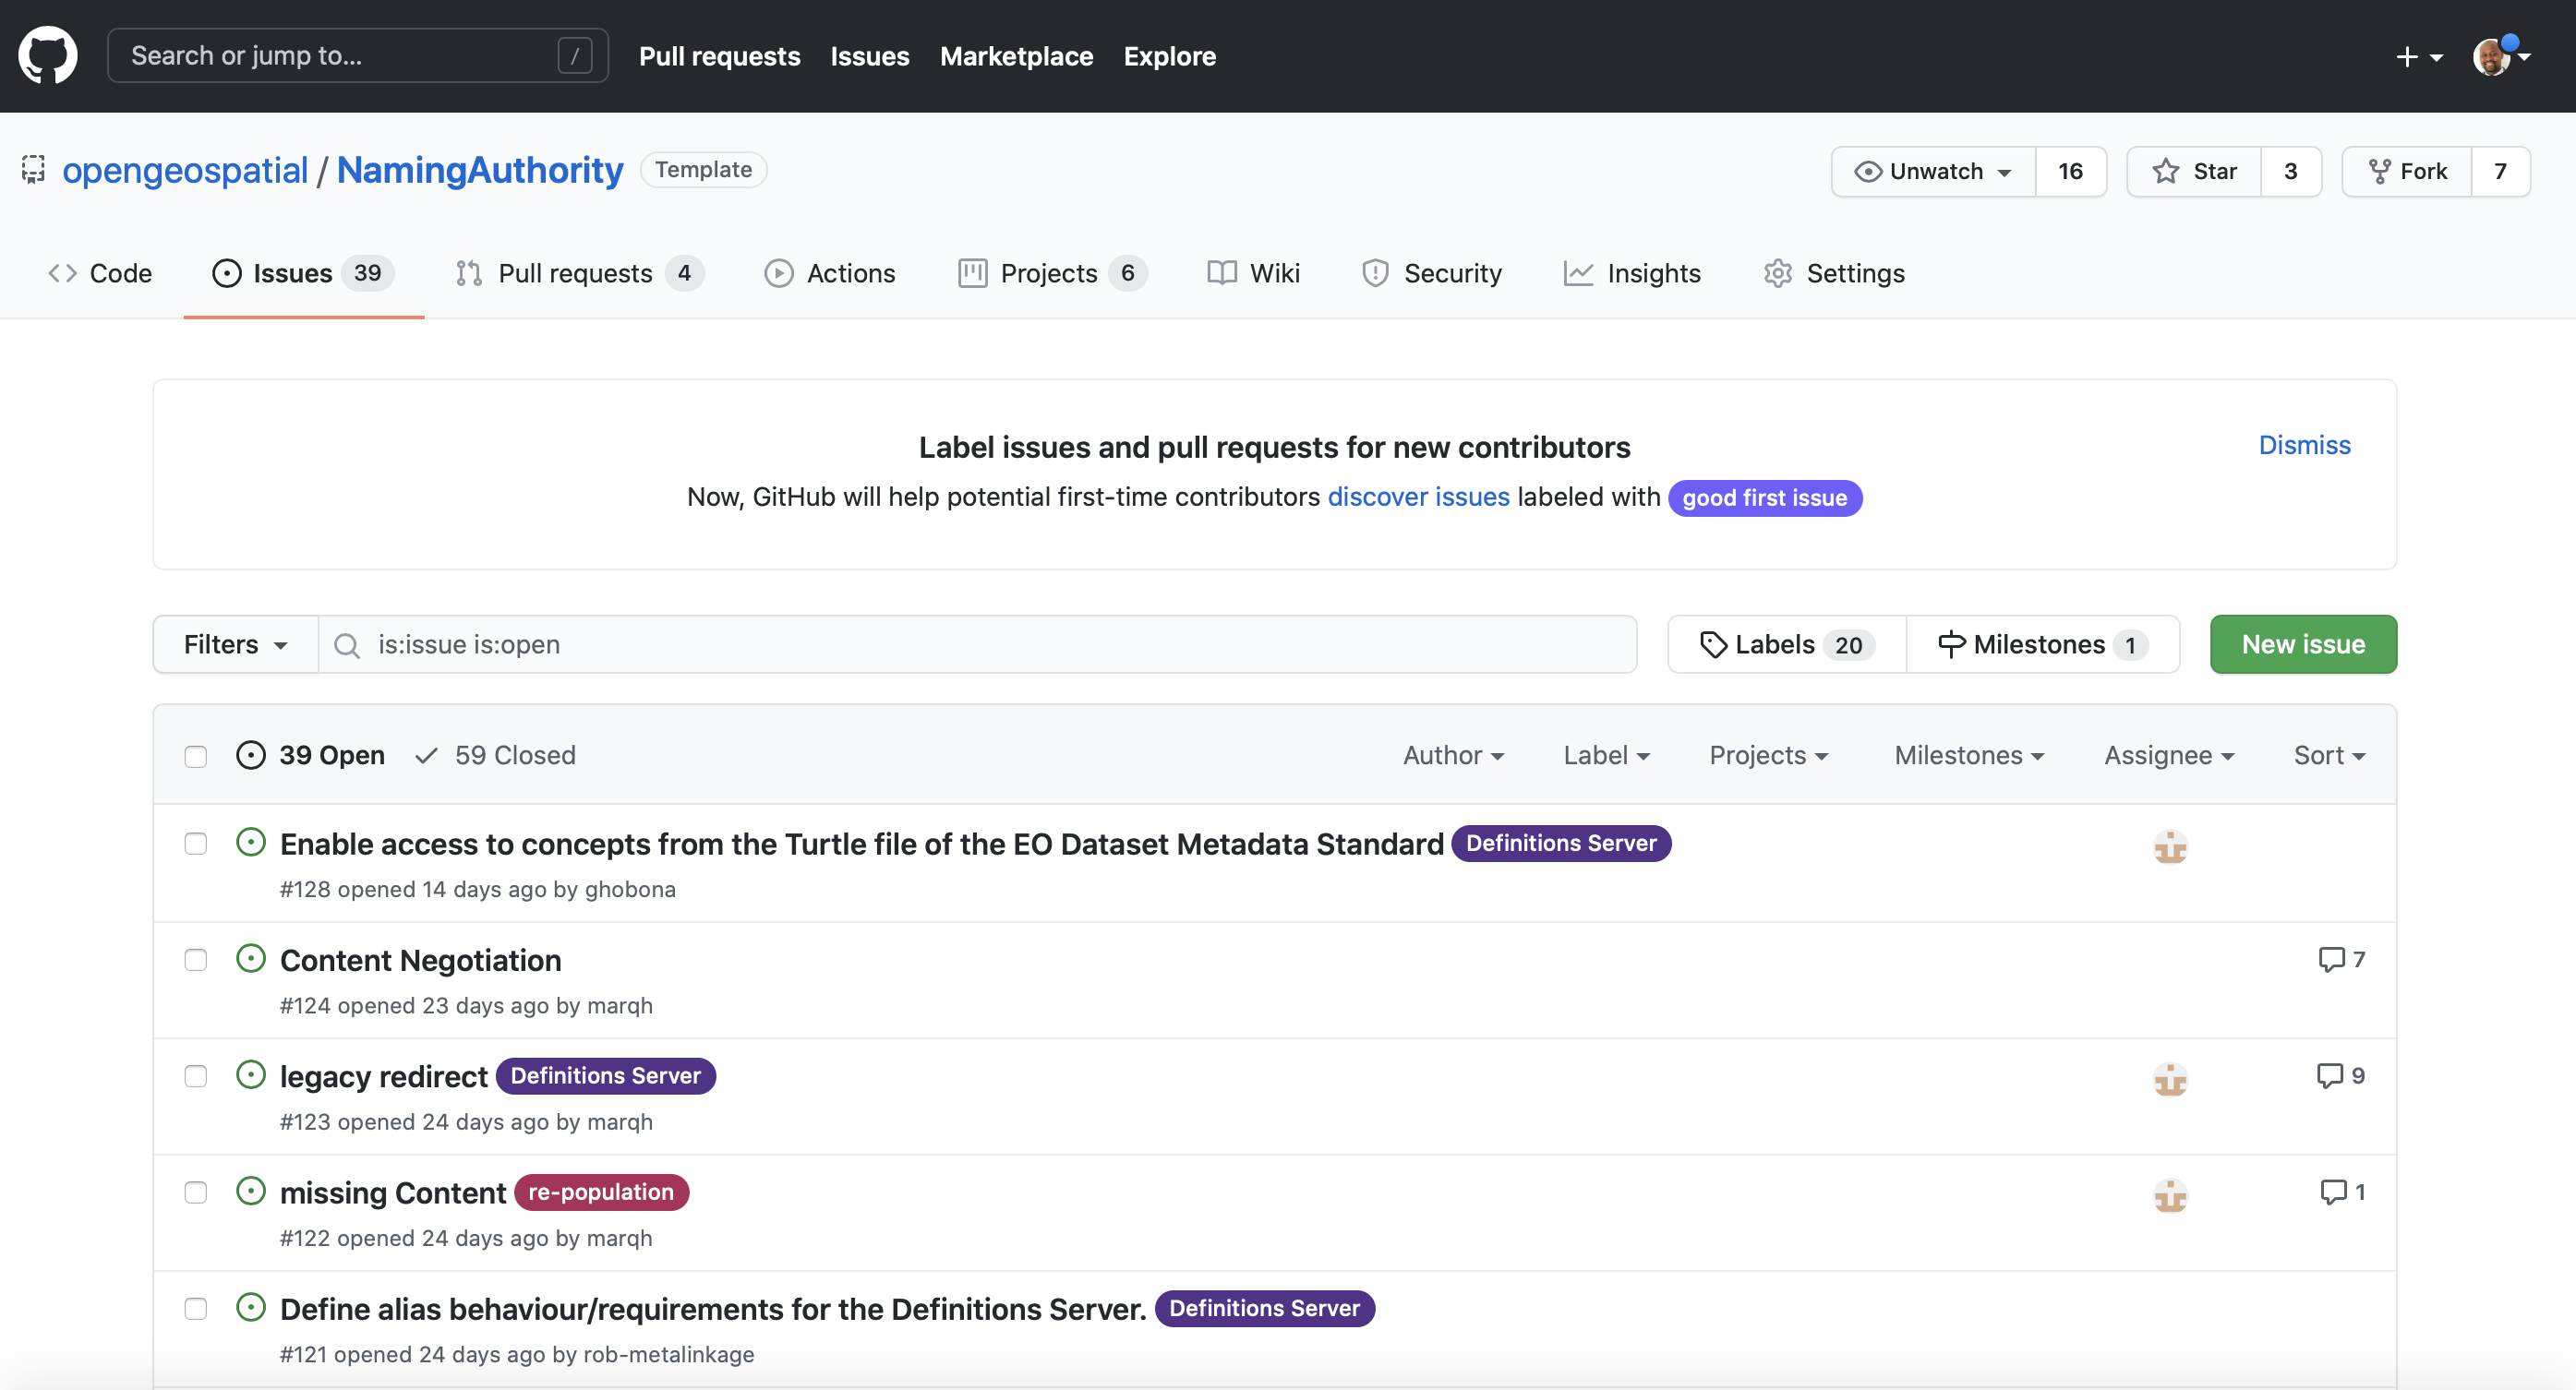 Search or jump to... / Pull requests Issues Marketplace Explore
opengeospatial / NamingAuthority Template Unwatch 16 Star 3 Fork 7
Code Issues 39 Pull requests 4 Actions Projects 6 Wiki Security Insights Settings
Label issues and pull requests for new contributors Dismiss
Now, GitHub will help potential first-time contributors discover issues labeled with good first issue
Filters is:issue is:open Labels 20 Milestones 1 New issue
39 Open 59 Closed Author Label Projects Milestones Assignee Sort
Enable access to concepts from the Turtle file of the EO Dataset Metadata Standard Definitions Server
#128 opened 14 days ago by ghobona
Content Negotiation 7
#124 opened 23 days ago by marqh
legacy redirect Definitions Server 9
#123 opened 24 days ago by marqh
missing Content re-population 1
#122 opened 24 days ago by marqh
Define alias behaviour/requirements for the Definitions Server. Definitions Server
#121 opened 24 days ago by rob-metalinkage